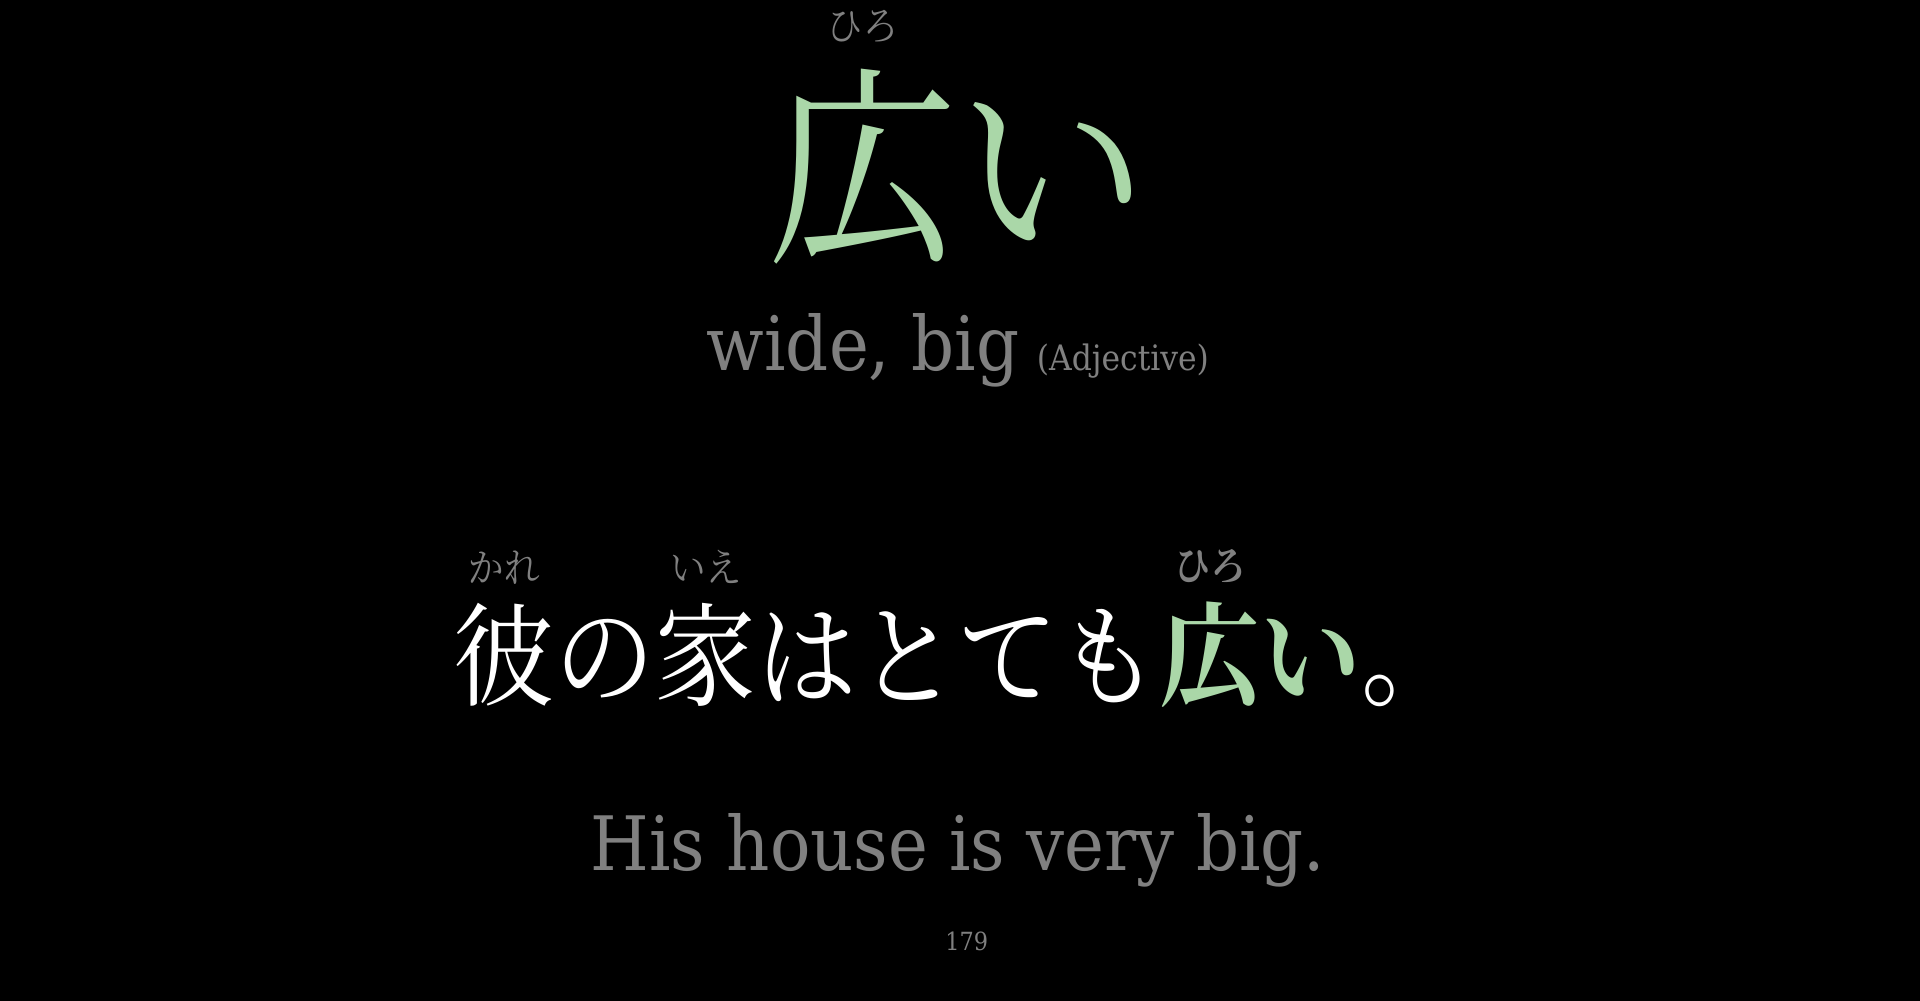 ひろ
広い
wide, big (Adjective)
かれ いえ ひろ
彼の家はとても広い。
His house is very big.
179